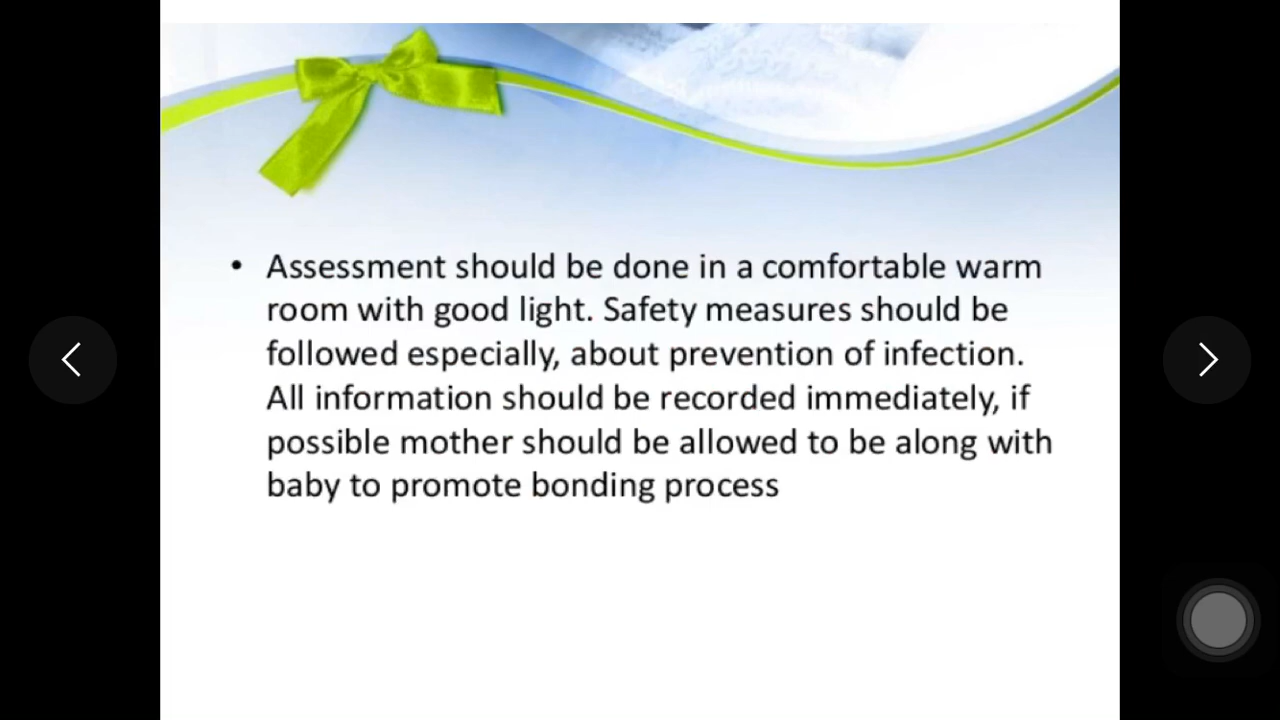 • Assessment should be done in a comfortable warm
room with good light. Safety measures should be
followed especially, about prevention of infection.
All information should be recorded immediately, if
possible mother should be allowed to be along with
baby to promote bonding process